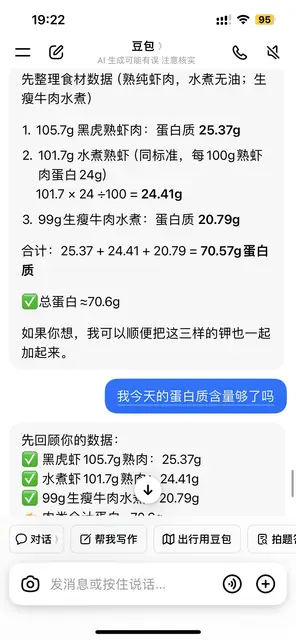 19:22
95
豆包
AI 生成可能有误 注意核实
先整理食材数据 (熟纯虾肉，水煮无油；生
瘦牛肉水煮）
1. 105.7g 黑虎熟虾肉：蛋白质 25.37g
2. 101.7g 水煮熟虾 (同标准，每100g熟虾
肉蛋白24g)
101.7 × 24 ÷100 = 24.41g
3. 99g生瘦牛肉水煮：蛋白质 20.79g
合计：25.37 + 24.41 + 20.79 = 70.57g蛋白
质
✅总蛋白≈70.6g
如果你想，我可以顺便把这三样的钾也一起
加起来。
我今天的蛋白质含量够了吗
先回顾你的数据：
✅ 黑虎虾105.7g熟肉：25.37g
✅ 水煮虾101.7g熟肉：24.41g
✅ 99g生瘦牛肉水煮：20.79g
对话
帮我写作
出行用豆包
拍题答
发消息或按住说话...